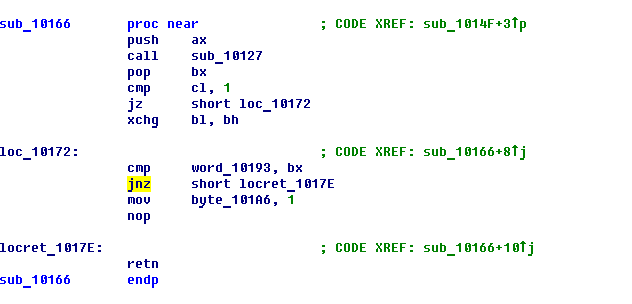 sub_10166 proc near ; CODE XREF: sub_1014F+3↑p
push ax
call sub_10127
pop bx
cmp cl, 1
jz short loc_10172
xchg bl, bh
loc_10172: ; CODE XREF: sub_10166+8↑j
cmp word_10193, bx
jnz short locret_1017E
mov byte_101A6, 1
nop
locret_1017E: ; CODE XREF: sub_10166+10↑j
retn
sub_10166 endp